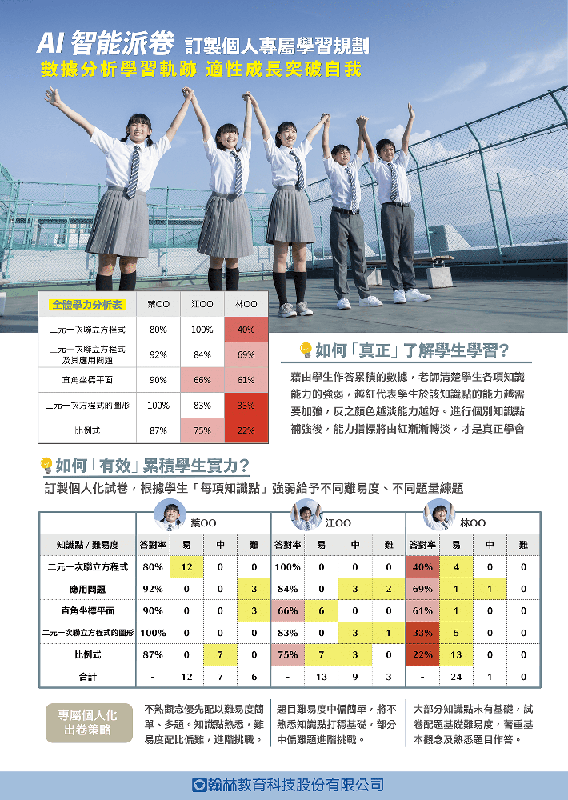 AI 智能派卷 訂製個人專屬學習規劃
數據分析學習軌跡 適性成長突破自我
全體學力分析表 葉OO 江OO 林OO
二元一次聯立方程式 80% 100% 40%
二元一次聯立方程式
及其應用問題 92% 84% 69%
直角坐標平面 90% 66% 61%
二元一次方程式的圖形 100% 83% 33%
比例式 87% 75% 22%
如何「真正」了解學生學習?
藉由學生作答累積的數據,老師清楚學生各項知識
能力的強弱,越紅代表學生於該知識點的能力越需
要加強,反之顏色越淡能力越好。進行個別知識點
補強後,能力指標將由紅漸漸轉淡,才是真正學會
如何「有效」累積學生實力?
訂製個人化試卷,根據學生「每項知識點」強弱給予不同難易度、不同題量練題
葉OO 江OO 林OO
知識點 / 難易度 答對率 易 中 難 答對率 易 中 難 答對率 易 中 難
二元一次聯立方程式 80% 12 0 0 100% 0 0 0 40% 4 0 0
應用問題 92% 0 0 3 84% 0 3 2 69% 1 1 0
直角坐標平面 90% 0 0 3 66% 6 0 0 61% 1 0 0
二元一次聯立方程式的圖形 100% 0 0 0 83% 0 3 1 33% 5 0 0
比例式 87% 0 7 0 75% 7 3 0 22% 13 0 0
合計 - 12 7 6 - 13 9 3 - 24 1 0
專屬個人化
出卷策略
不熟觀念優先配以難易度簡
單、多題。知識點熟悉,難
易度配比偏難,進階挑戰。
題目難易度中偏簡單,將不
熟悉知識點打穩基礎,部分
中偏難題進階挑戰。
大部分知識點未有基礎,試
卷配題基礎難易度,著重基
本觀念及熟悉題目作答。
翰林教育科技股份有限公司